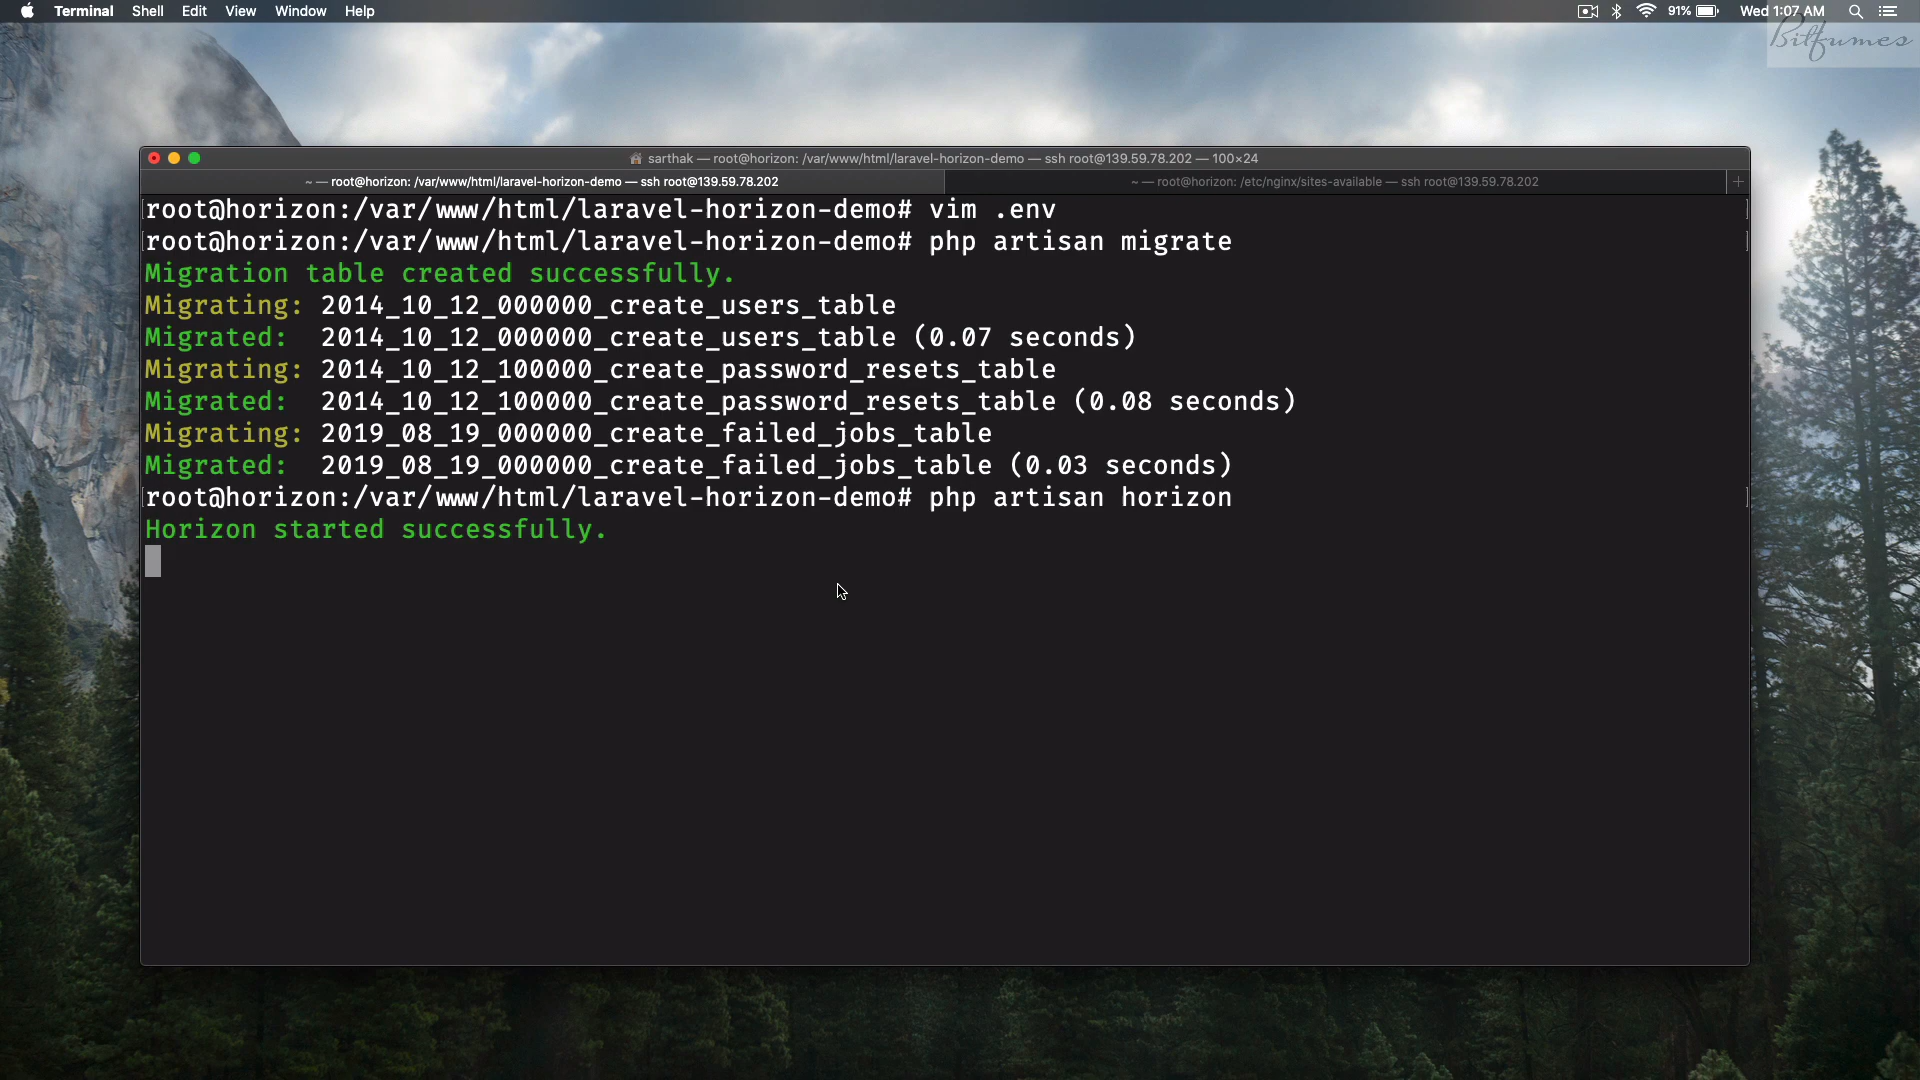 Terminal Shell Edit View Window Help 91% Wed 1:07 AM
Bitfumes
sarthak — root@horizon: /var/www/html/laravel-horizon-demo — ssh root@139.59.78.202 — 100×24
~ — root@horizon: /var/www/html/laravel-horizon-demo — ssh root@139.59.78.202 ~ — root@horizon: /etc/nginx/sites-available — ssh root@139.59.78.202 +
root@horizon:/var/www/html/laravel-horizon-demo# vim .env
root@horizon:/var/www/html/laravel-horizon-demo# php artisan migrate
Migration table created successfully.
Migrating: 2014_10_12_000000_create_users_table
Migrated:  2014_10_12_000000_create_users_table (0.07 seconds)
Migrating: 2014_10_12_100000_create_password_resets_table
Migrated:  2014_10_12_100000_create_password_resets_table (0.08 seconds)
Migrating: 2019_08_19_000000_create_failed_jobs_table
Migrated:  2019_08_19_000000_create_failed_jobs_table (0.03 seconds)
root@horizon:/var/www/html/laravel-horizon-demo# php artisan horizon
Horizon started successfully.